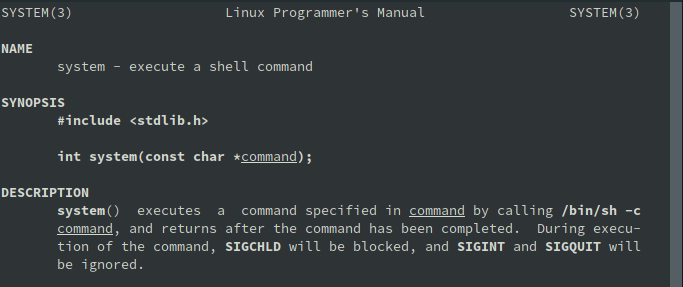 SYSTEM(3) Linux Programmer's Manual SYSTEM(3)
NAME
system - execute a shell command
SYNOPSIS
#include <stdlib.h>
int system(const char *command);
DESCRIPTION
system() executes a command specified in command by calling /bin/sh -c
command, and returns after the command has been completed. During execu-
tion of the command, SIGCHLD will be blocked, and SIGINT and SIGQUIT will
be ignored.